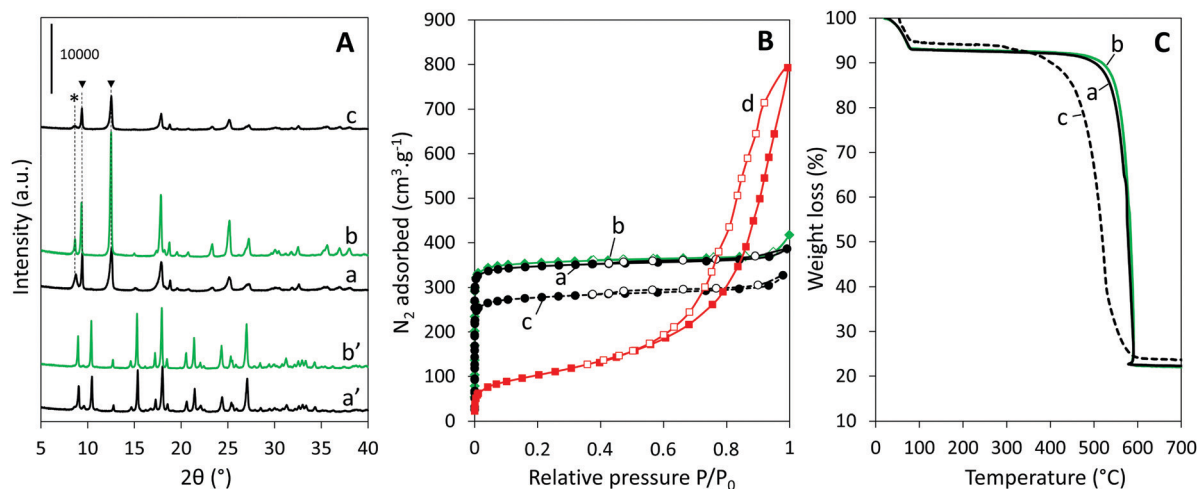 A
10000
*
c
b
a
b’
a’
Intensity (a.u.)
5 10 15 20 25 30 35 40
2θ (°)
B
900
800
700
600
500
400
300
200
100
0
d
b
a
c
N2 adsorbed (cm³·g⁻¹)
0 0.2 0.4 0.6 0.8 1
Relative pressure P/P0
C
100
90
80
70
60
50
40
30
20
10
b
a
c
Weight loss (%)
0 100 200 300 400 500 600 700
Temperature (°C)